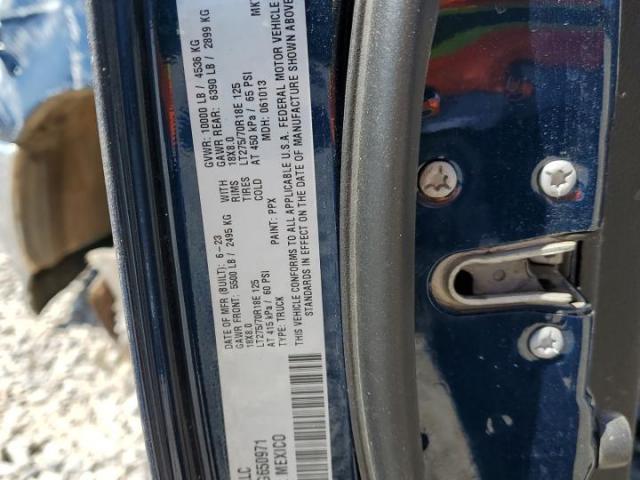 DATE OF MFR (BUILT): 6-23 GVWR: 10000 LB / 4536 KG
GAWR FRONT: 5500 LB / 2495 KG WITH GAWR REAR: 6390 LB / 2899 KG
18X8.0 RIMS 18X8.0
LT275/70R18E 125 TIRES LT275/70R18E 125
AT 415 kPa / 60 PSI COLD AT 450 kPa / 65 PSI
TYPE: TRUCK PAINT: PPX MDH: 061013 MK
THIS VEHICLE CONFORMS TO ALL APPLICABLE U.S.A. FEDERAL MOTOR VEHICLE
STANDARDS IN EFFECT ON THE DATE OF MANUFACTURE SHOWN ABOVE
LLC
G650971
MEXICO